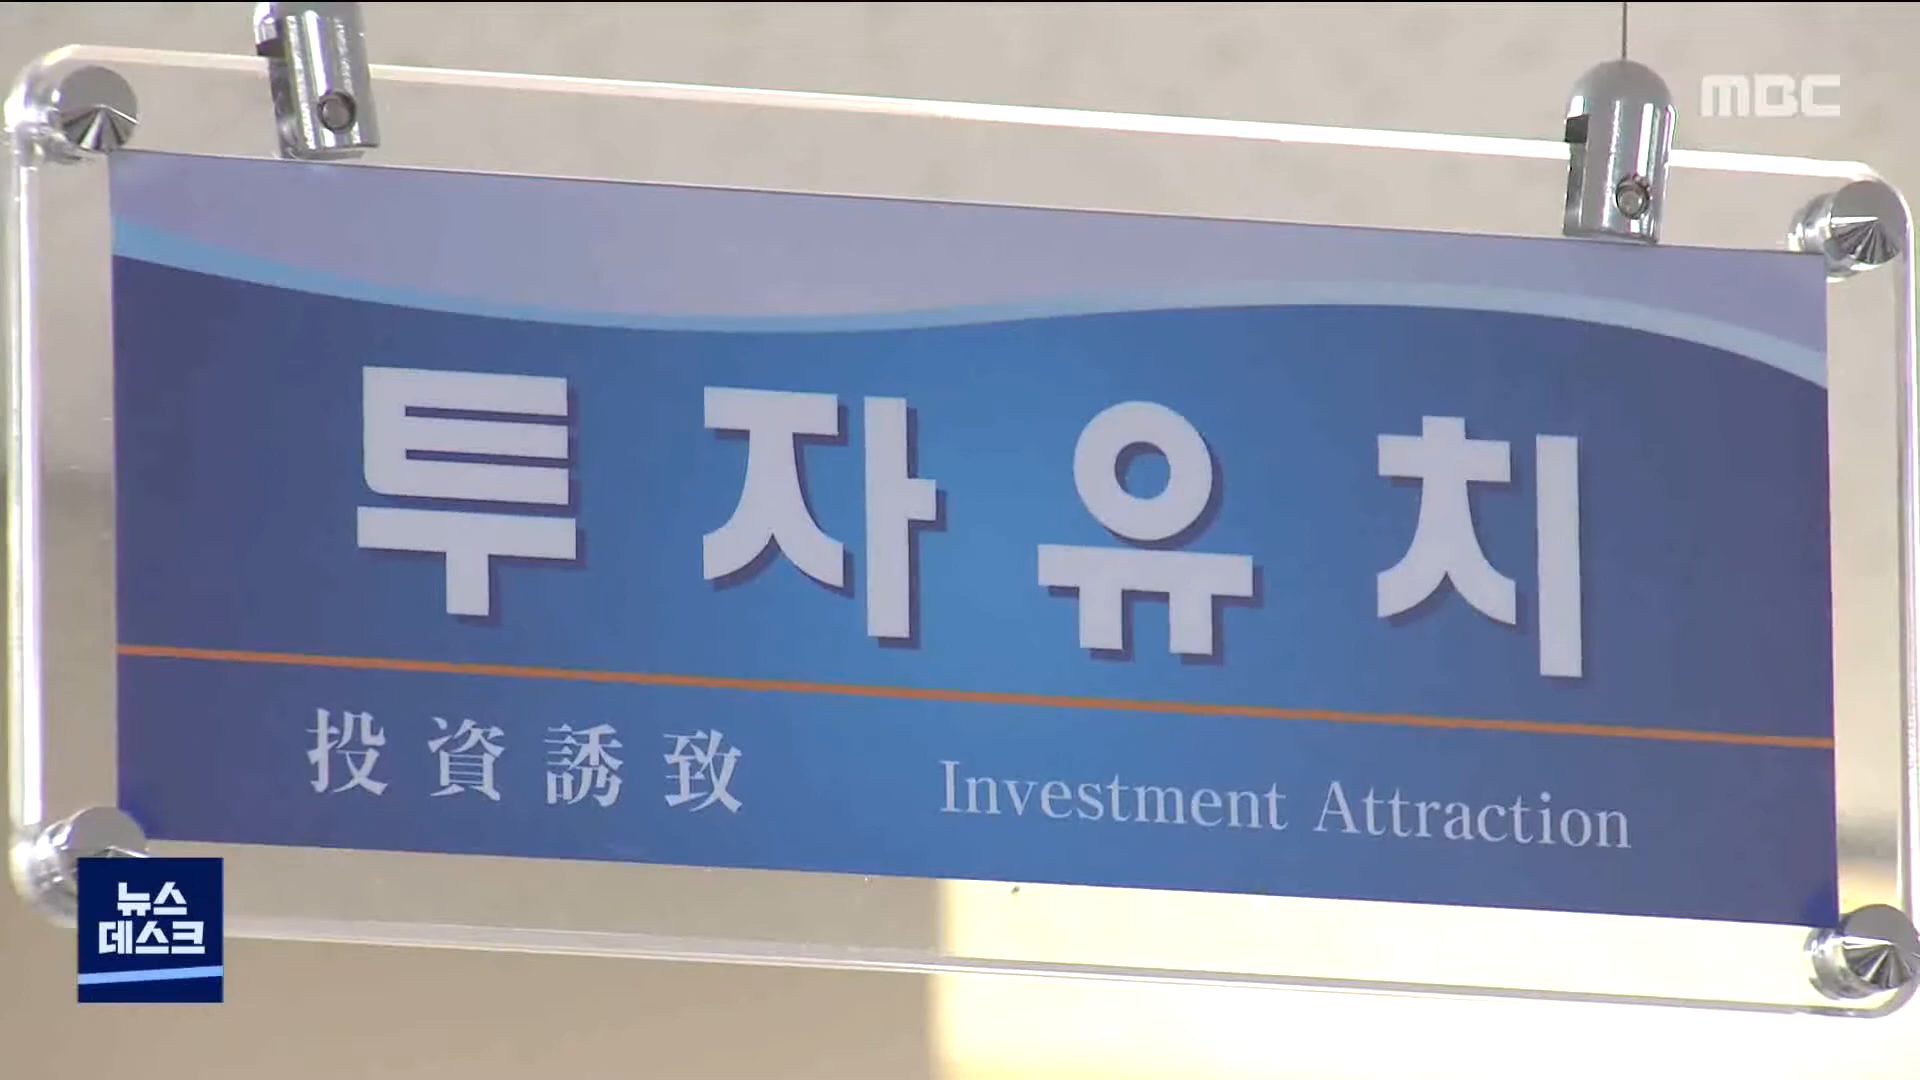 MBC
투자유치
投資誘致 Investment Attraction
뉴스
데스크